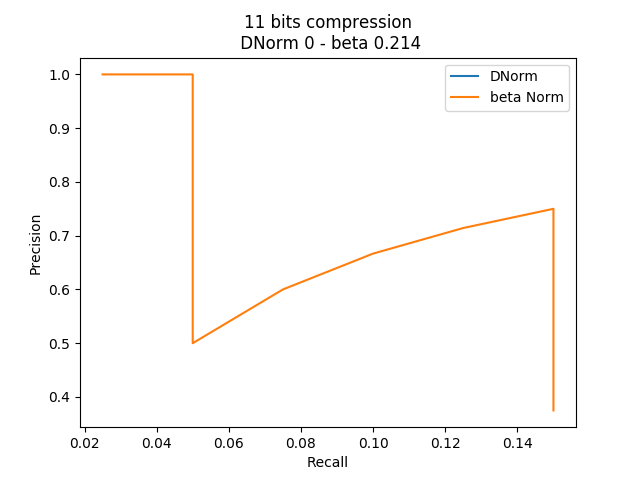 11 bits compression
DNorm 0 - beta 0.214
DNorm
beta Norm
Precision
1.0
0.9
0.8
0.7
0.6
0.5
0.4
0.02 0.04 0.06 0.08 0.10 0.12 0.14
Recall